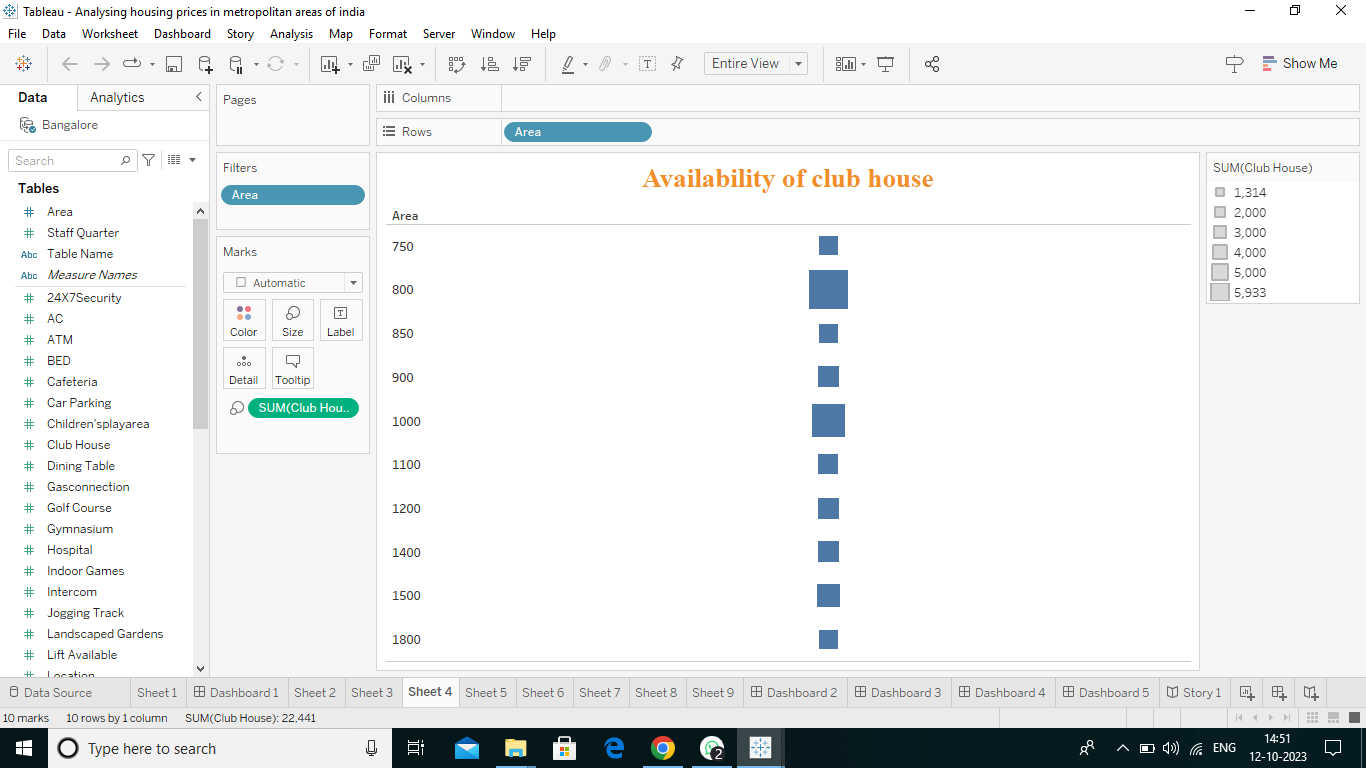 Tableau - Analysing housing prices in metropolitan areas of india
File Data Worksheet Dashboard Story Analysis Map Format Server Window Help
Entire View
Show Me
Data Analytics
Bangalore
Search
Tables
Area
Staff Quarter
Abc Table Name
Abc Measure Names
24X7Security
AC
ATM
BED
Cafeteria
Car Parking
Children'splayarea
Club House
Dining Table
Gasconnection
Golf Course
Gymnasium
Hospital
Indoor Games
Intercom
Jogging Track
Landscaped Gardens
Lift Available
Location
Pages
Filters
Area
Marks
Automatic
Color Size Label
Detail Tooltip
SUM(Club Hou..
Columns
Rows Area
Availability of club house
Area
750
800
850
900
1000
1100
1200
1400
1500
1800
SUM(Club House)
1,314
2,000
3,000
4,000
5,000
5,933
Data Source Sheet 1 Dashboard 1 Sheet 2 Sheet 3 Sheet 4 Sheet 5 Sheet 6 Sheet 7 Sheet 8 Sheet 9 Dashboard 2 Dashboard 3 Dashboard 4 Dashboard 5 Story 1
10 marks 10 rows by 1 column SUM(Club House): 22,441
Type here to search
2
ENG
14:51
12-10-2023